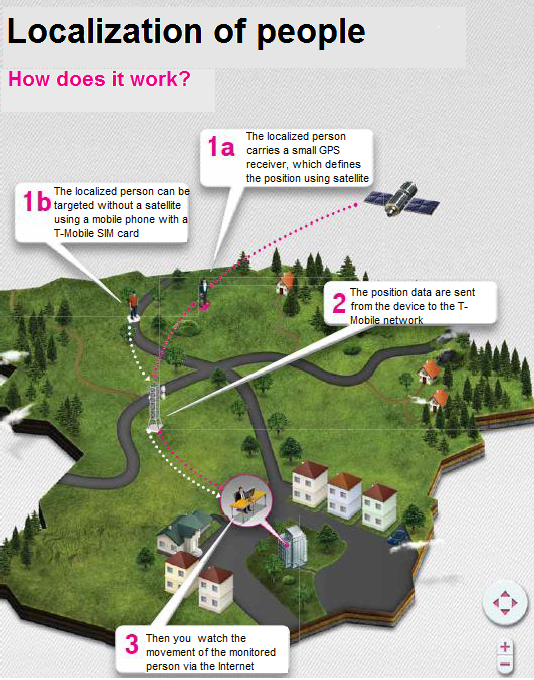 Localization of people
How does it work?
1a
The localized person
carries a small GPS
receiver, which defines
the position using satellite
1b
The localized person can be
targeted without a satellite
using a mobile phone with a
T-Mobile SIM card
2
The position data are sent
from the device to the T-
Mobile network
3
Then you watch the
movement of the monitored
person via the Internet